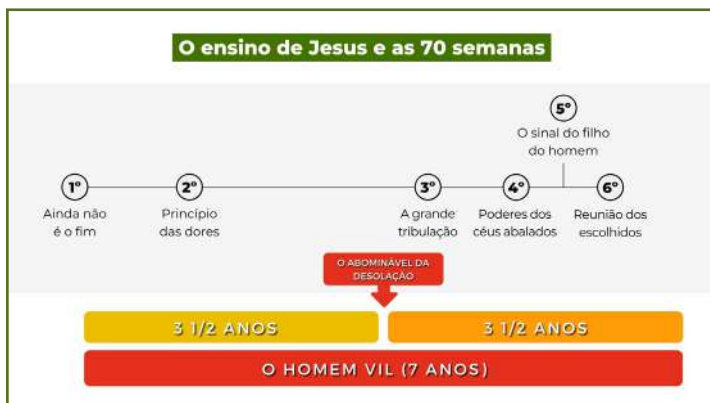 O ensino de Jesus e as 70 semanas
5º
O sinal do filho
do homem
1º
Ainda não
é o fim
2º
Princípio
das dores
3º
A grande
tribulação
4º
Poderes dos
céus abalados
6º
Reunião dos
escolhidos
O ABOMINÁVEL DA
DESOLAÇÃO
3 1/2 ANOS
3 1/2 ANOS
O HOMEM VIL (7 ANOS)